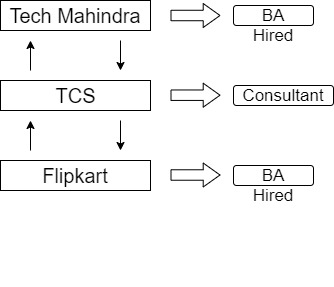 Tech Mahindra
BA
Hired
TCS
Consultant
Flipkart
BA
Hired